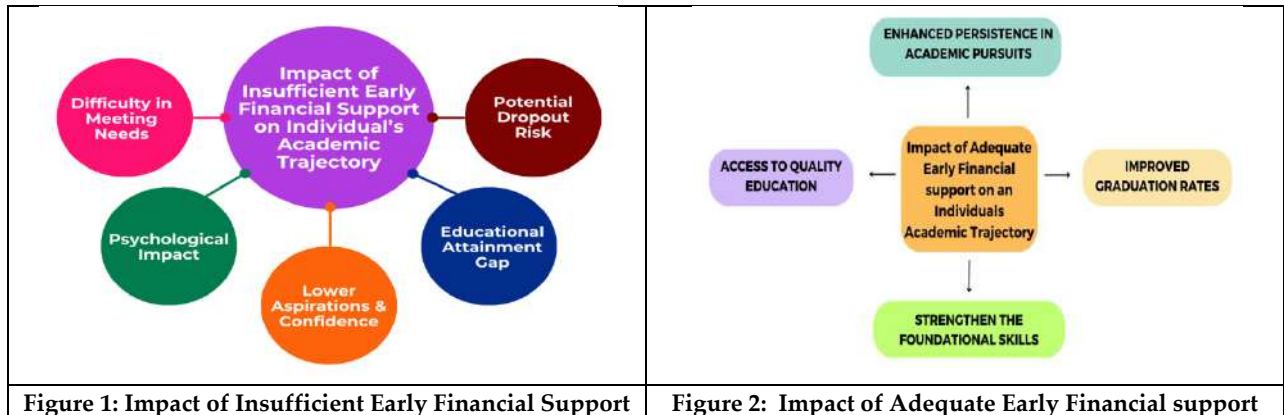 Impact of
Insufficient Early
Financial Support
on Individual's
Academic
Trajectory
Difficulty in
Meeting
Needs
Potential
Dropout
Risk
Psychological
Impact
Educational
Attainment
Gap
Lower
Aspirations &
Confidence
Figure 1: Impact of Insufficient Early Financial Support
ENHANCED PERSISTENCE IN
ACADEMIC PURSUITS
ACCESS TO QUALITY
EDUCATION
Impact of Adequate
Early Financial
support on an
Individuals
Academic Trajectory
IMPROVED
GRADUATION RATES
STRENGTHEN THE
FOUNDATIONAL SKILLS
Figure 2: Impact of Adequate Early Financial support